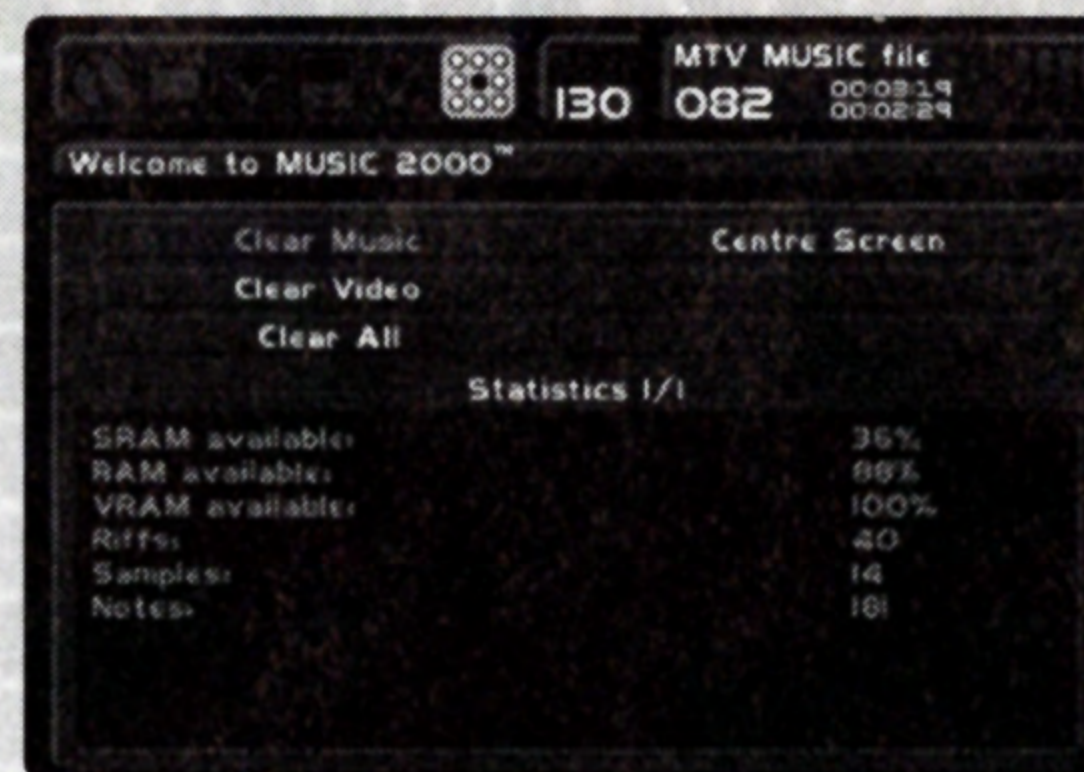 MTV MUSIC file
130 082 00:03:19
00:02:29
Welcome to MUSIC 2000™
Clear Music Centre Screen
Clear Video
Clear All
Statistics 1/1
SRAM available: 36%
RAM available: 88%
VRAM available: 100%
Riffs: 40
Samples: 14
Notes: 181